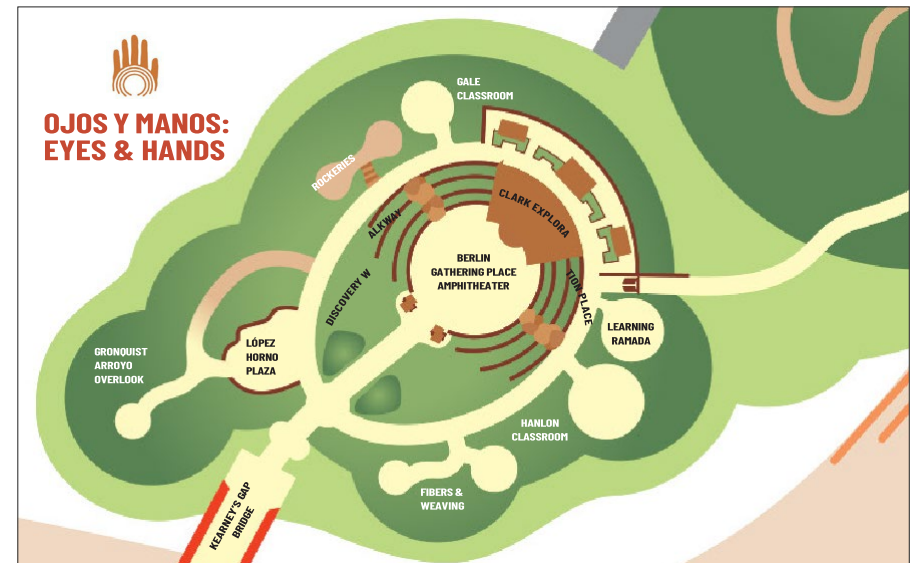 OJOS Y MANOS:
EYES & HANDS
GALE
CLASSROOM
ROCKERIES
DISCOVERY W
ALKWAY
CLARK EXPLORA
TION PLACE
BERLIN
GATHERING PLACE
AMPHITHEATER
LEARNING
RAMADA
LÓPEZ
HORNO
PLAZA
GRONQUIST
ARROYO
OVERLOOK
HANLON
CLASSROOM
FIBERS &
WEAVING
KEARNEY'S GAP
BRIDGE